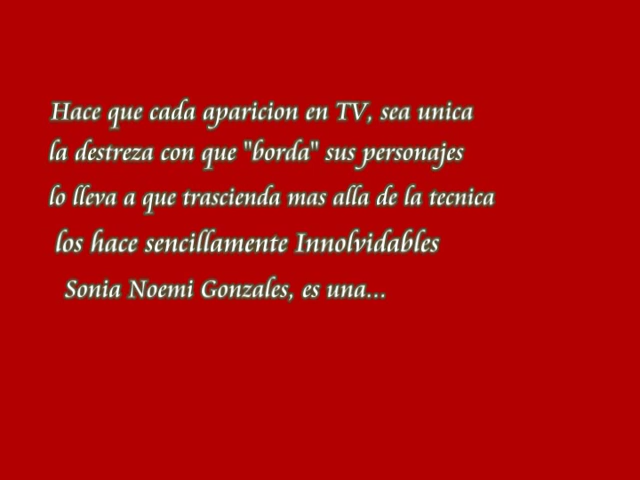 Hace que cada aparicion en TV, sea unica
la destreza con que "borda" sus personajes
lo lleva a que trascienda mas alla de la tecnica
los hace sencillamente Innolvidables
Sonia Noemi Gonzales, es una...